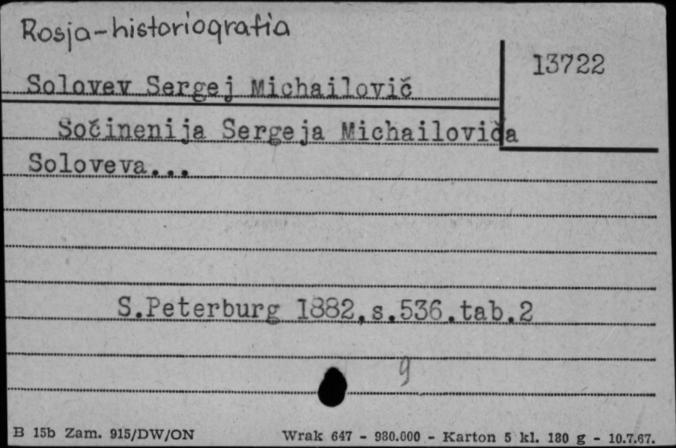 Rosja-historiografia
13722
Solovev Sergej Michailovič
Sočinenija Sergeja Michailoviča
Soloveva...
S.Peterburg 1882.s.536.tab.2
9
B 15b Zam. 915/DW/ON
Wrak 647 - 980.000 - Karton 5 kl. 180 g - 10.7.67.